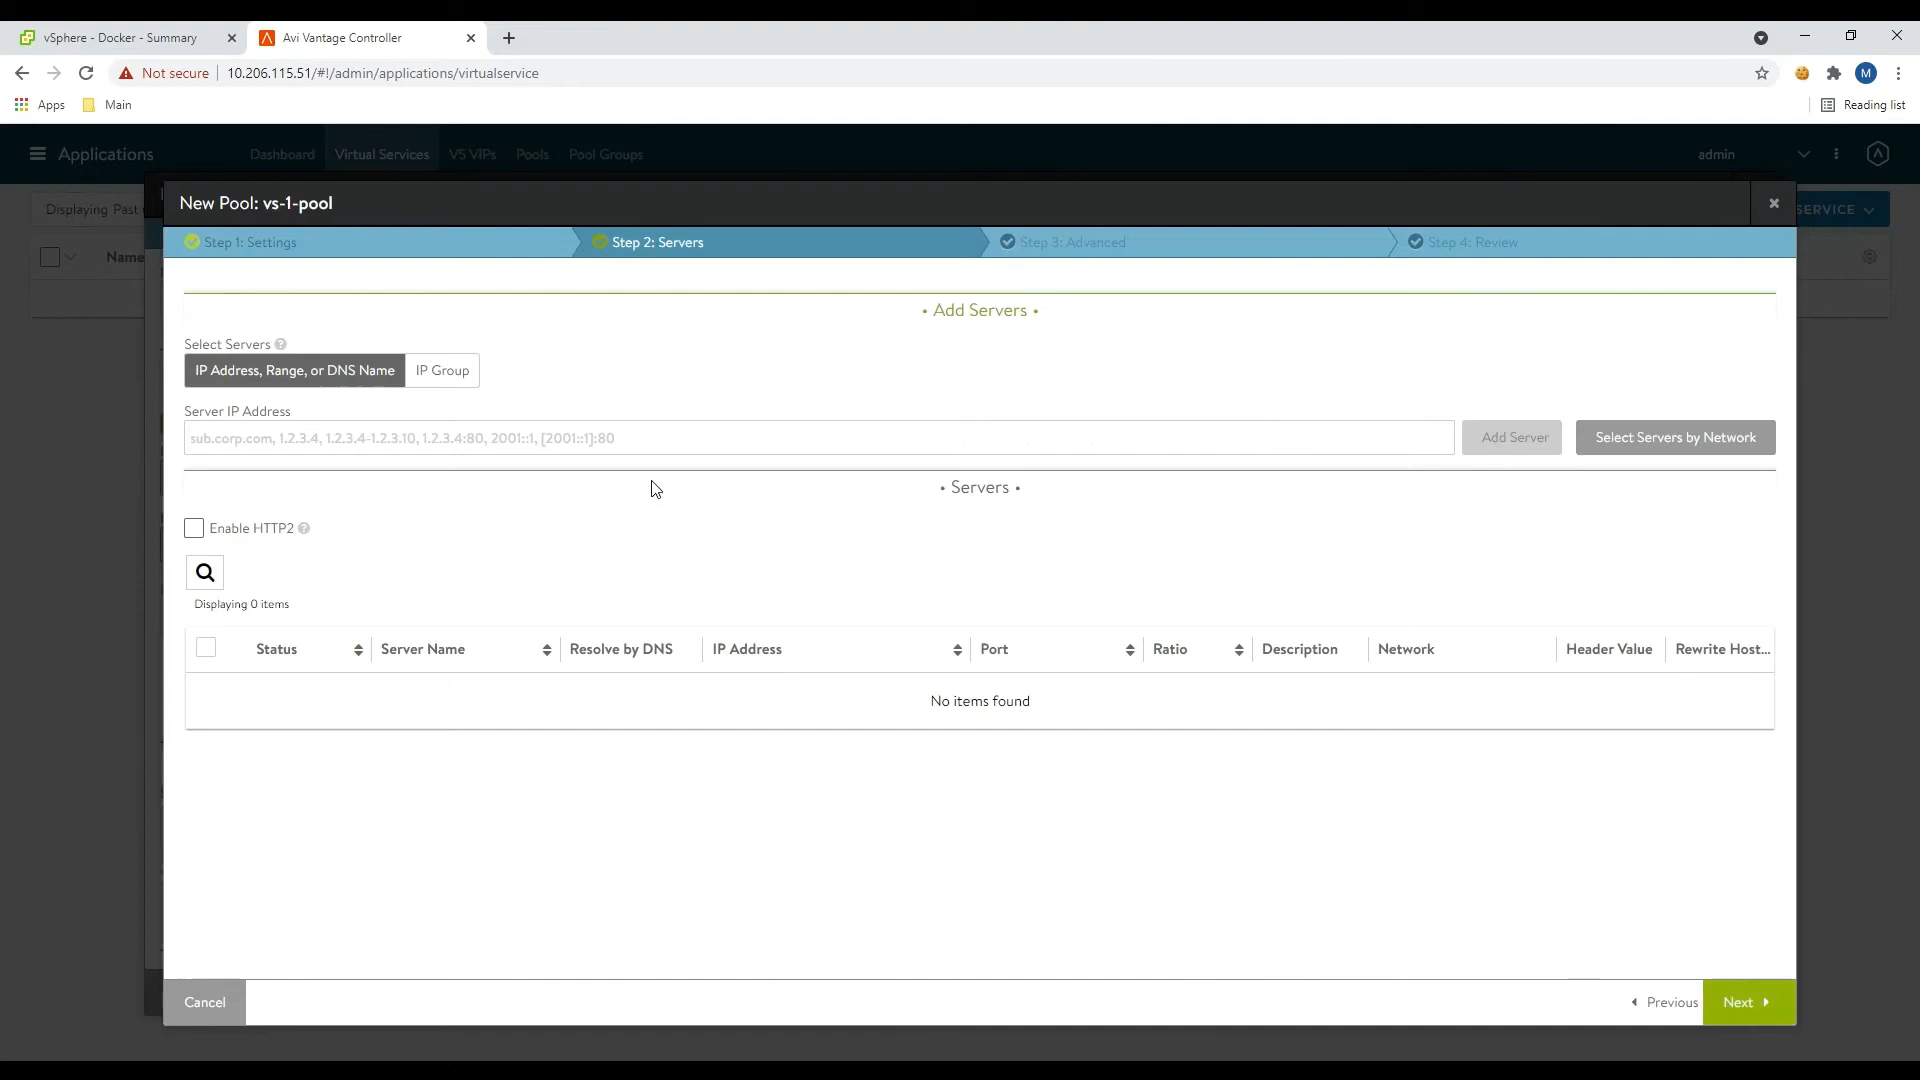 vSphere - Docker - Summary
Avi Vantage Controller
Not secure
10.206.115.51/#!/admin/applications/virtualservice
M
Apps
Main
Reading list
Applications
Dashboard
Virtual Services
VS VIPs
Pools
Pool Groups
admin
Displaying Past
SERVICE
Name
New Pool: vs-1-pool
Step 1: Settings
Step 2: Servers
Step 3: Advanced
Step 4: Review
• Add Servers •
Select Servers
IP Address, Range, or DNS Name
IP Group
Server IP Address
sub.corp.com, 1.2.3.4, 1.2.3.4-1.2.3.10, 1.2.3.4:80, 2001::1, [2001::1]:80
Add Server
Select Servers by Network
• Servers •
Enable HTTP2
Displaying 0 items
Status
Server Name
Resolve by DNS
IP Address
Port
Ratio
Description
Network
Header Value
Rewrite Host...
No items found
Cancel
Previous
Next